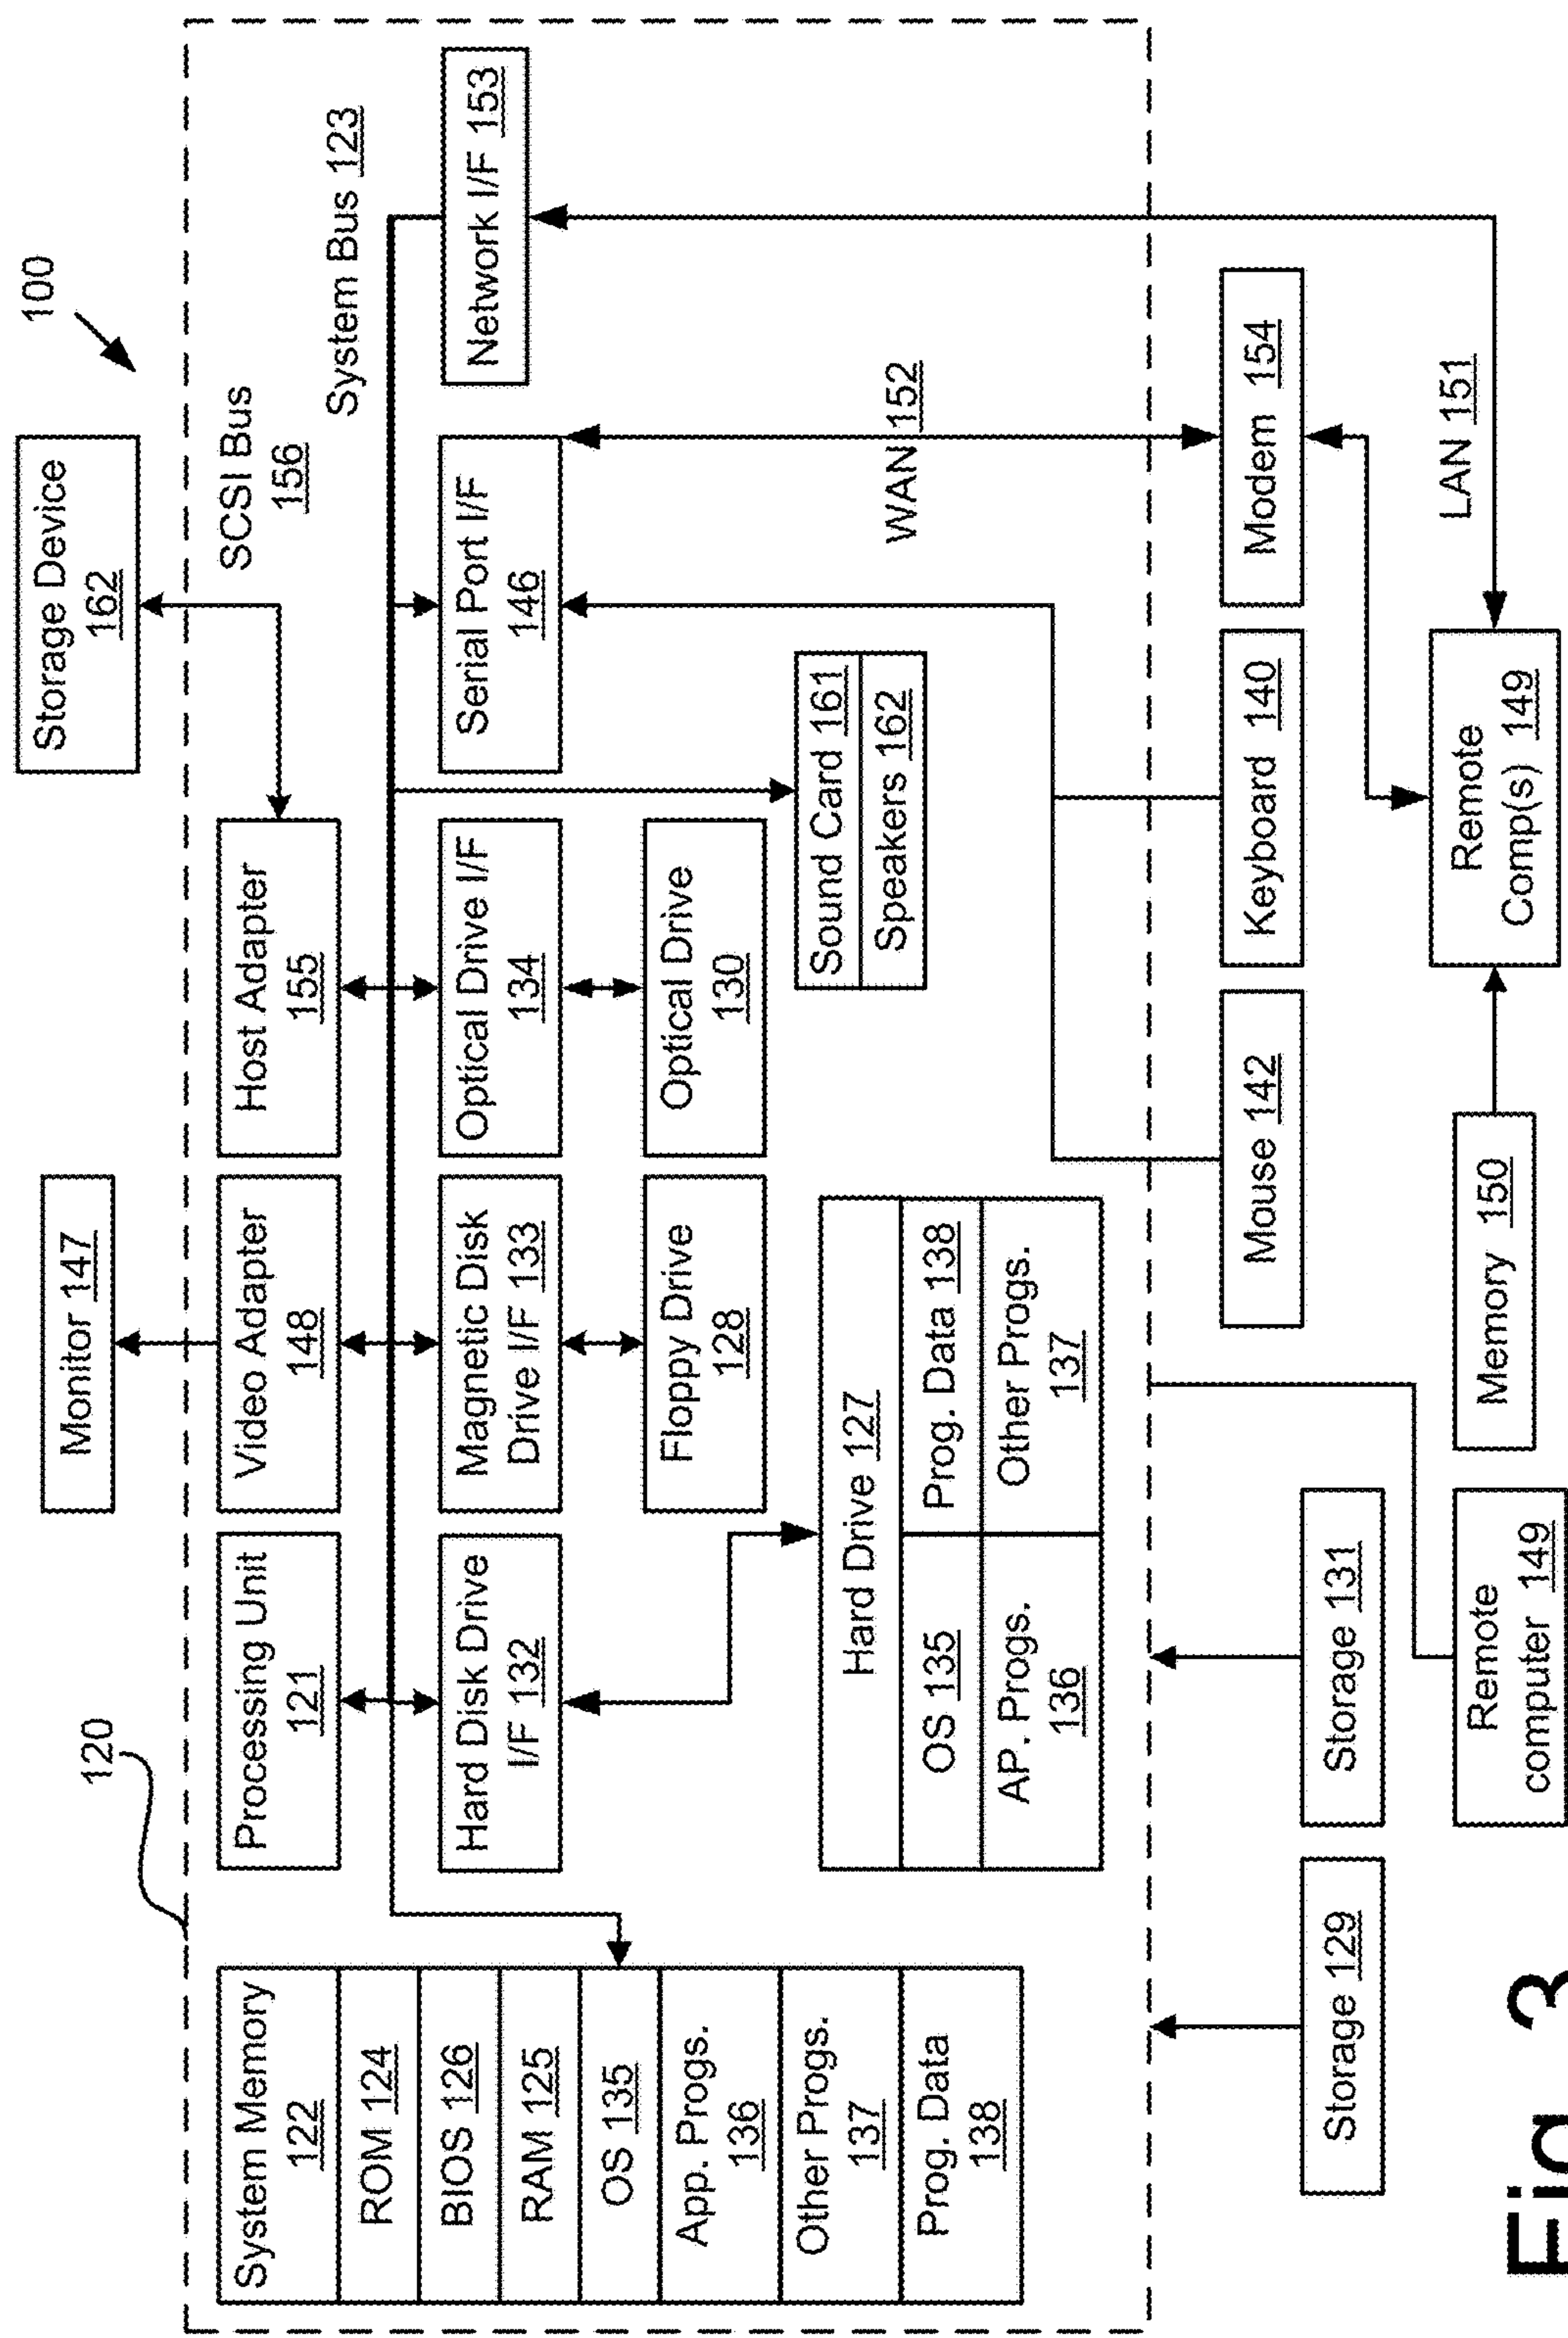 100
120
Monitor 147
Storage Device
162
System Memory
122
ROM 124
BIOS 126
RAM 125
OS 135
App. Progs.
136
Other Progs.
137
Prog. Data
138
Processing Unit
121
Video Adapter
148
Host Adapter
155
SCSI Bus
156
System Bus 123
Hard Disk Drive
I/F 132
Magnetic Disk
Drive I/F 133
Optical Drive I/F
134
Serial Port I/F
146
Network I/F 153
Floppy Drive
128
Optical Drive
130
Sound Card 161
Speakers 162
Hard Drive 127
OS 135
Prog. Data 138
AP. Progs.
136
Other Progs.
137
WAN 152
Storage 129
Storage 131
Mouse 142
Keyboard 140
Modem 154
Remote
computer 149
Memory 150
Remote
Comp(s) 149
LAN 151
Fig. 3